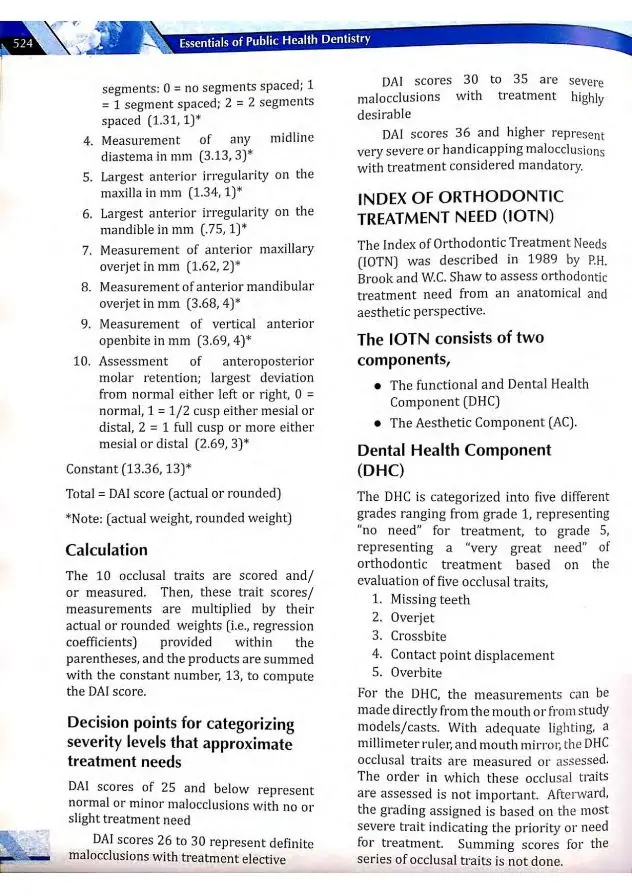 524
Essentials of Public Health Dentistry
segments: 0 = no segments spaced; 1
= 1 segment spaced; 2 = 2 segments
spaced (1.31, 1)*
4. Measurement of any midline
diastema in mm (3.13, 3)*
5. Largest anterior irregularity on the
maxilla in mm (1.34, 1)*
6. Largest anterior irregularity on the
mandible in mm (.75, 1)*
7. Measurement of anterior maxillary
overjet in mm (1.62, 2)*
8. Measurement of anterior mandibular
overjet in mm (3.68, 4)*
9. Measurement of vertical anterior
openbite in mm (3.69, 4)*
10. Assessment of anteroposterior
molar retention; largest deviation
from normal either left or right, 0 =
normal, 1 = 1/2 cusp either mesial or
distal, 2 = 1 full cusp or more either
mesial or distal (2.69, 3)*
Constant (13.36, 13)*
Total = DAI score (actual or rounded)
*Note: (actual weight, rounded weight)
Calculation
The 10 occlusal traits are scored and/
or measured. Then, these trait scores/
measurements are multiplied by their
actual or rounded weights (i.e., regression
coefficients) provided within the
parentheses, and the products are summed
with the constant number, 13, to compute
the DAI score.
Decision points for categorizing
severity levels that approximate
treatment needs
DAI scores of 25 and below represent
normal or minor malocclusions with no or
slight treatment need
DAI scores 26 to 30 represent definite
malocclusions with treatment elective
DAI scores 30 to 35 are severe
malocclusions with treatment highly
desirable
DAI scores 36 and higher represent
very severe or handicapping malocclusions
with treatment considered mandatory.
INDEX OF ORTHODONTIC
TREATMENT NEED (IOTN)
The Index of Orthodontic Treatment Needs
(IOTN) was described in 1989 by P.H.
Brook and W.C. Shaw to assess orthodontic
treatment need from an anatomical and
aesthetic perspective.
The IOTN consists of two
components,
• The functional and Dental Health
Component (DHC)
• The Aesthetic Component (AC).
Dental Health Component
(DHC)
The DHC is categorized into five different
grades ranging from grade 1, representing
"no need" for treatment, to grade 5,
representing a "very great need" of
orthodontic treatment based on the
evaluation of five occlusal traits,
1. Missing teeth
2. Overjet
3. Crossbite
4. Contact point displacement
5. Overbite
For the DHC, the measurements can be
made directly from the mouth or from study
models/casts. With adequate lighting, a
millimeter ruler, and mouth mirror, the DHC
occlusal traits are measured or assessed.
The order in which these occlusal traits
are assessed is not important. Afterward,
the grading assigned is based on the most
severe trait indicating the priority or need
for treatment. Summing scores for the
series of occlusal traits is not done.